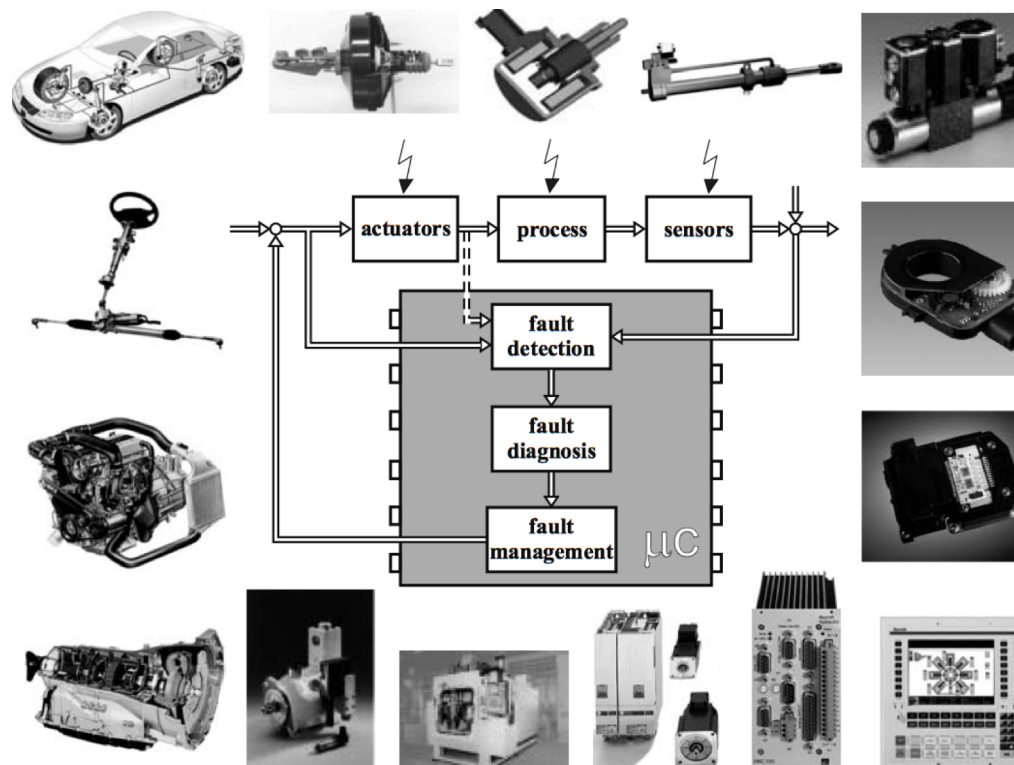 actuators
process
sensors
fault
detection
fault
diagnosis
fault
management
μc